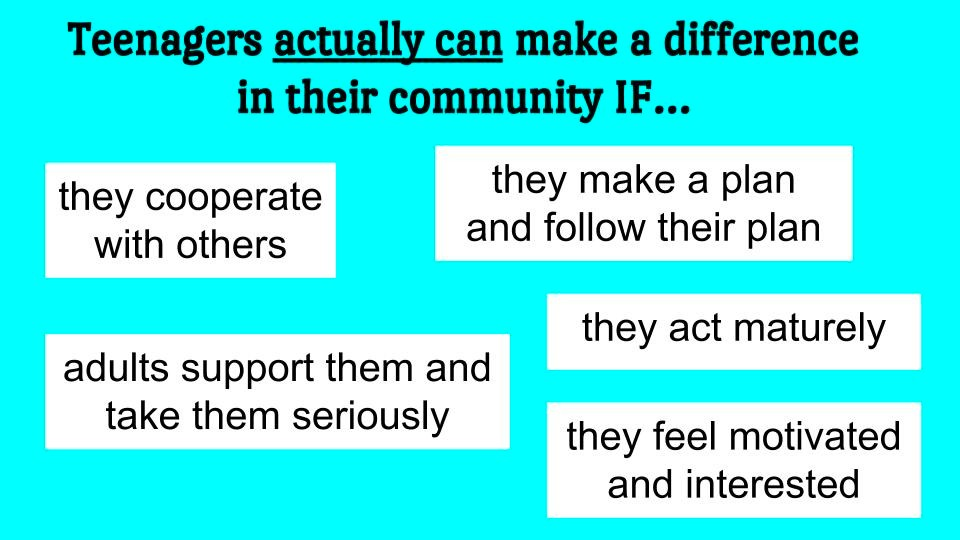 Teenagers actually can make a difference
in their community IF...
they cooperate
with others
they make a plan
and follow their plan
adults support them and
take them seriously
they act maturely
they feel motivated
and interested